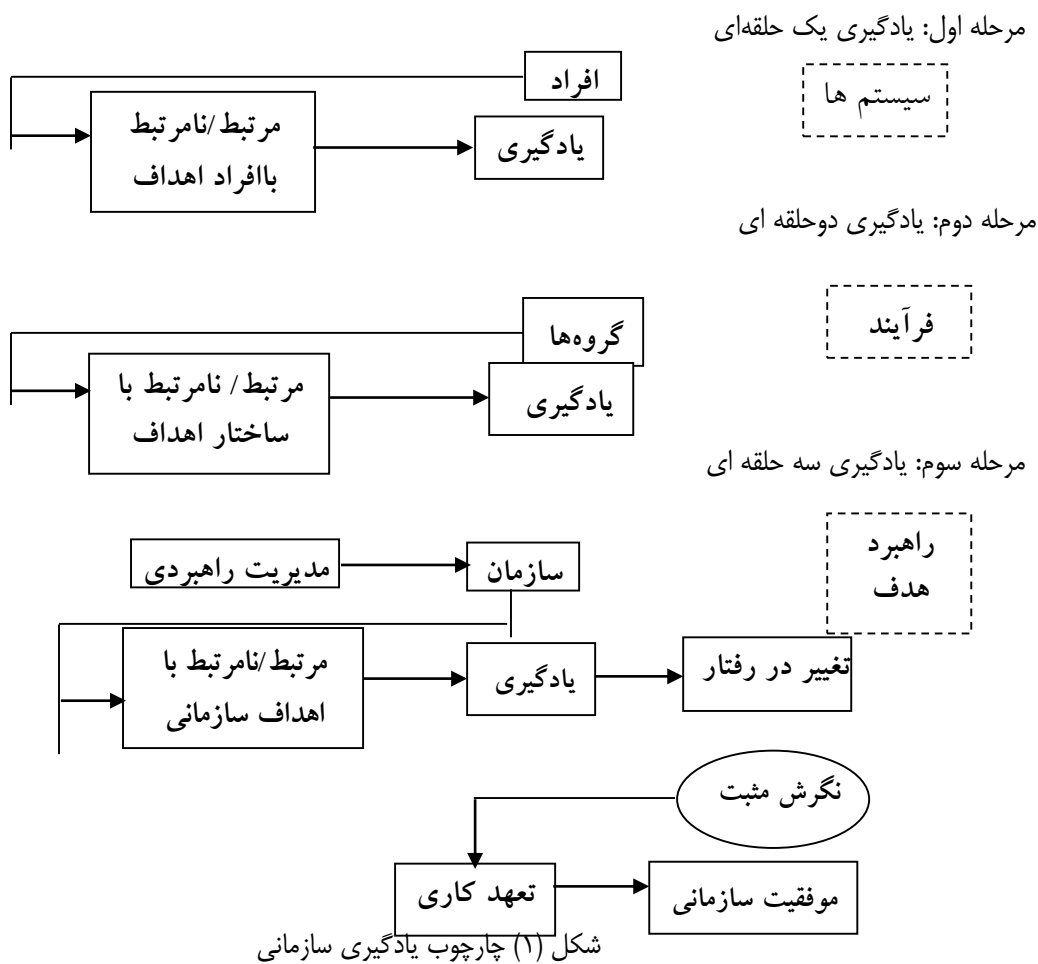 مرحله اول: یادگیری یک حلقه‌ای
سیستم ها
افراد
مرتبط/نامرتبط
باافراد اهداف
یادگیری
مرحله دوم: یادگیری دوحلقه ای
فرآیند
گروه‌ها
مرتبط/ نامرتبط با
ساختار اهداف
یادگیری
مرحله سوم: یادگیری سه حلقه ای
راهبرد
هدف
سازمان
مدیریت راهبردی
مرتبط/نامرتبط با
اهداف سازمانی
یادگیری
تغییر در رفتار
نگرش مثبت
تعهد کاری
موفقیت سازمانی
شکل (۱) چارچوب یادگیری سازمانی